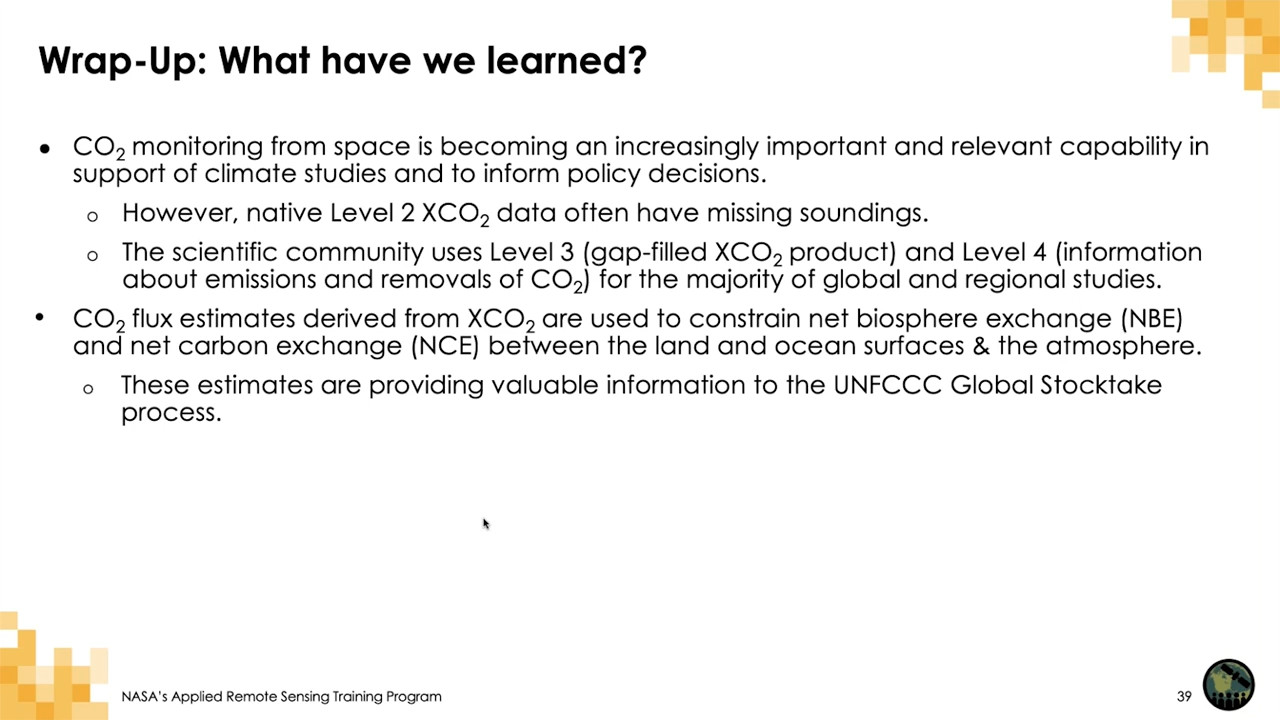 Wrap-Up: What have we learned?
• CO₂ monitoring from space is becoming an increasingly important and relevant capability in
support of climate studies and to inform policy decisions.
o However, native Level 2 XCO₂ data often have missing soundings.
o The scientific community uses Level 3 (gap-filled XCO₂ product) and Level 4 (information
about emissions and removals of CO₂) for the majority of global and regional studies.
• CO₂ flux estimates derived from XCO₂ are used to constrain net biosphere exchange (NBE)
and net carbon exchange (NCE) between the land and ocean surfaces & the atmosphere.
o These estimates are providing valuable information to the UNFCCC Global Stocktake
process.
NASA's Applied Remote Sensing Training Program
39